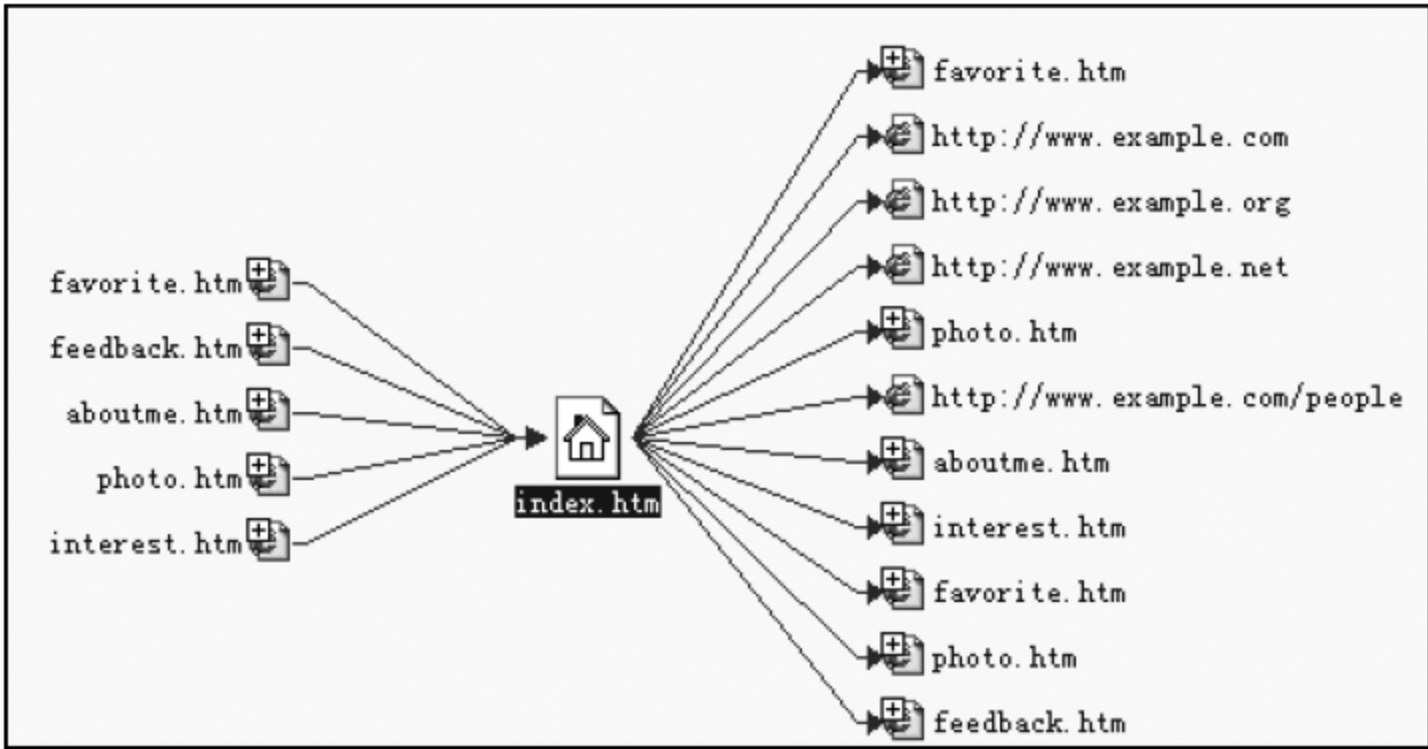 favorite.htm
feedback.htm
aboutme.htm
photo.htm
interest.htm
index.htm
favorite.htm
http://www.example.com
http://www.example.org
http://www.example.net
photo.htm
http://www.example.com/people
aboutme.htm
interest.htm
favorite.htm
photo.htm
feedback.htm